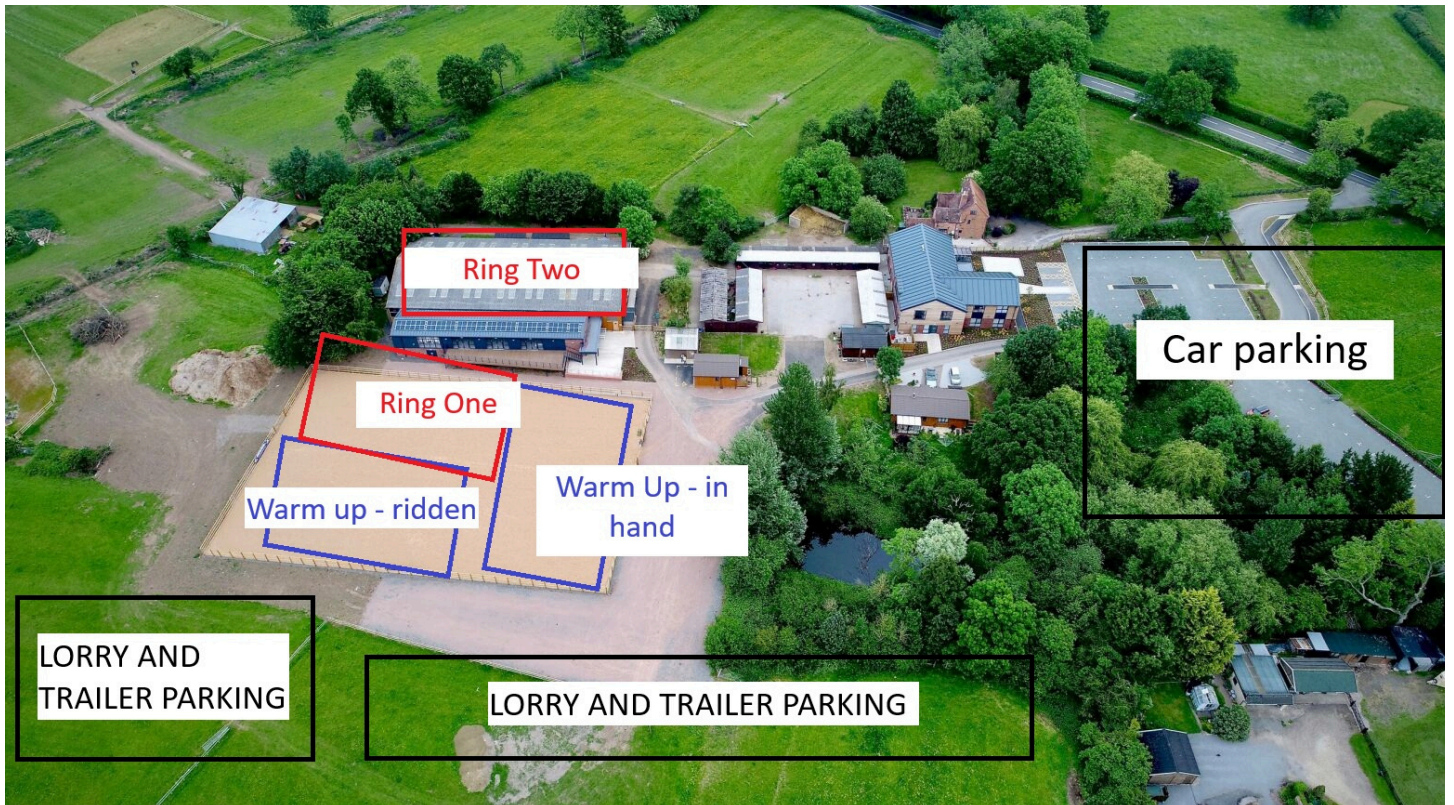 Ring Two
Car parking
Ring One
Warm up - ridden
Warm Up - in
hand
LORRY AND
TRAILER PARKING
LORRY AND TRAILER PARKING